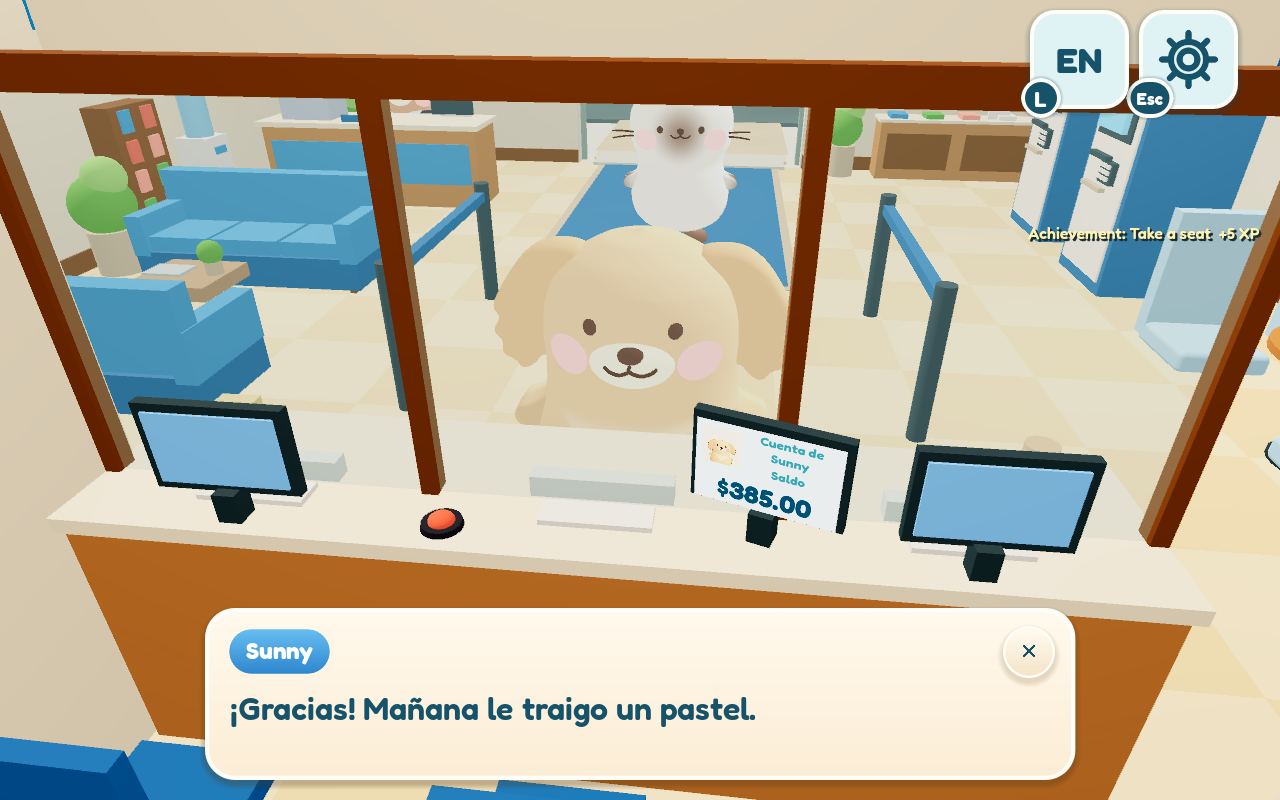 EN
L
Esc
Achievement: Take a seat +5 XP
Cuenta de
Sunny
Saldo
$385.00
Sunny
¡Gracias! Mañana le traigo un pastel.